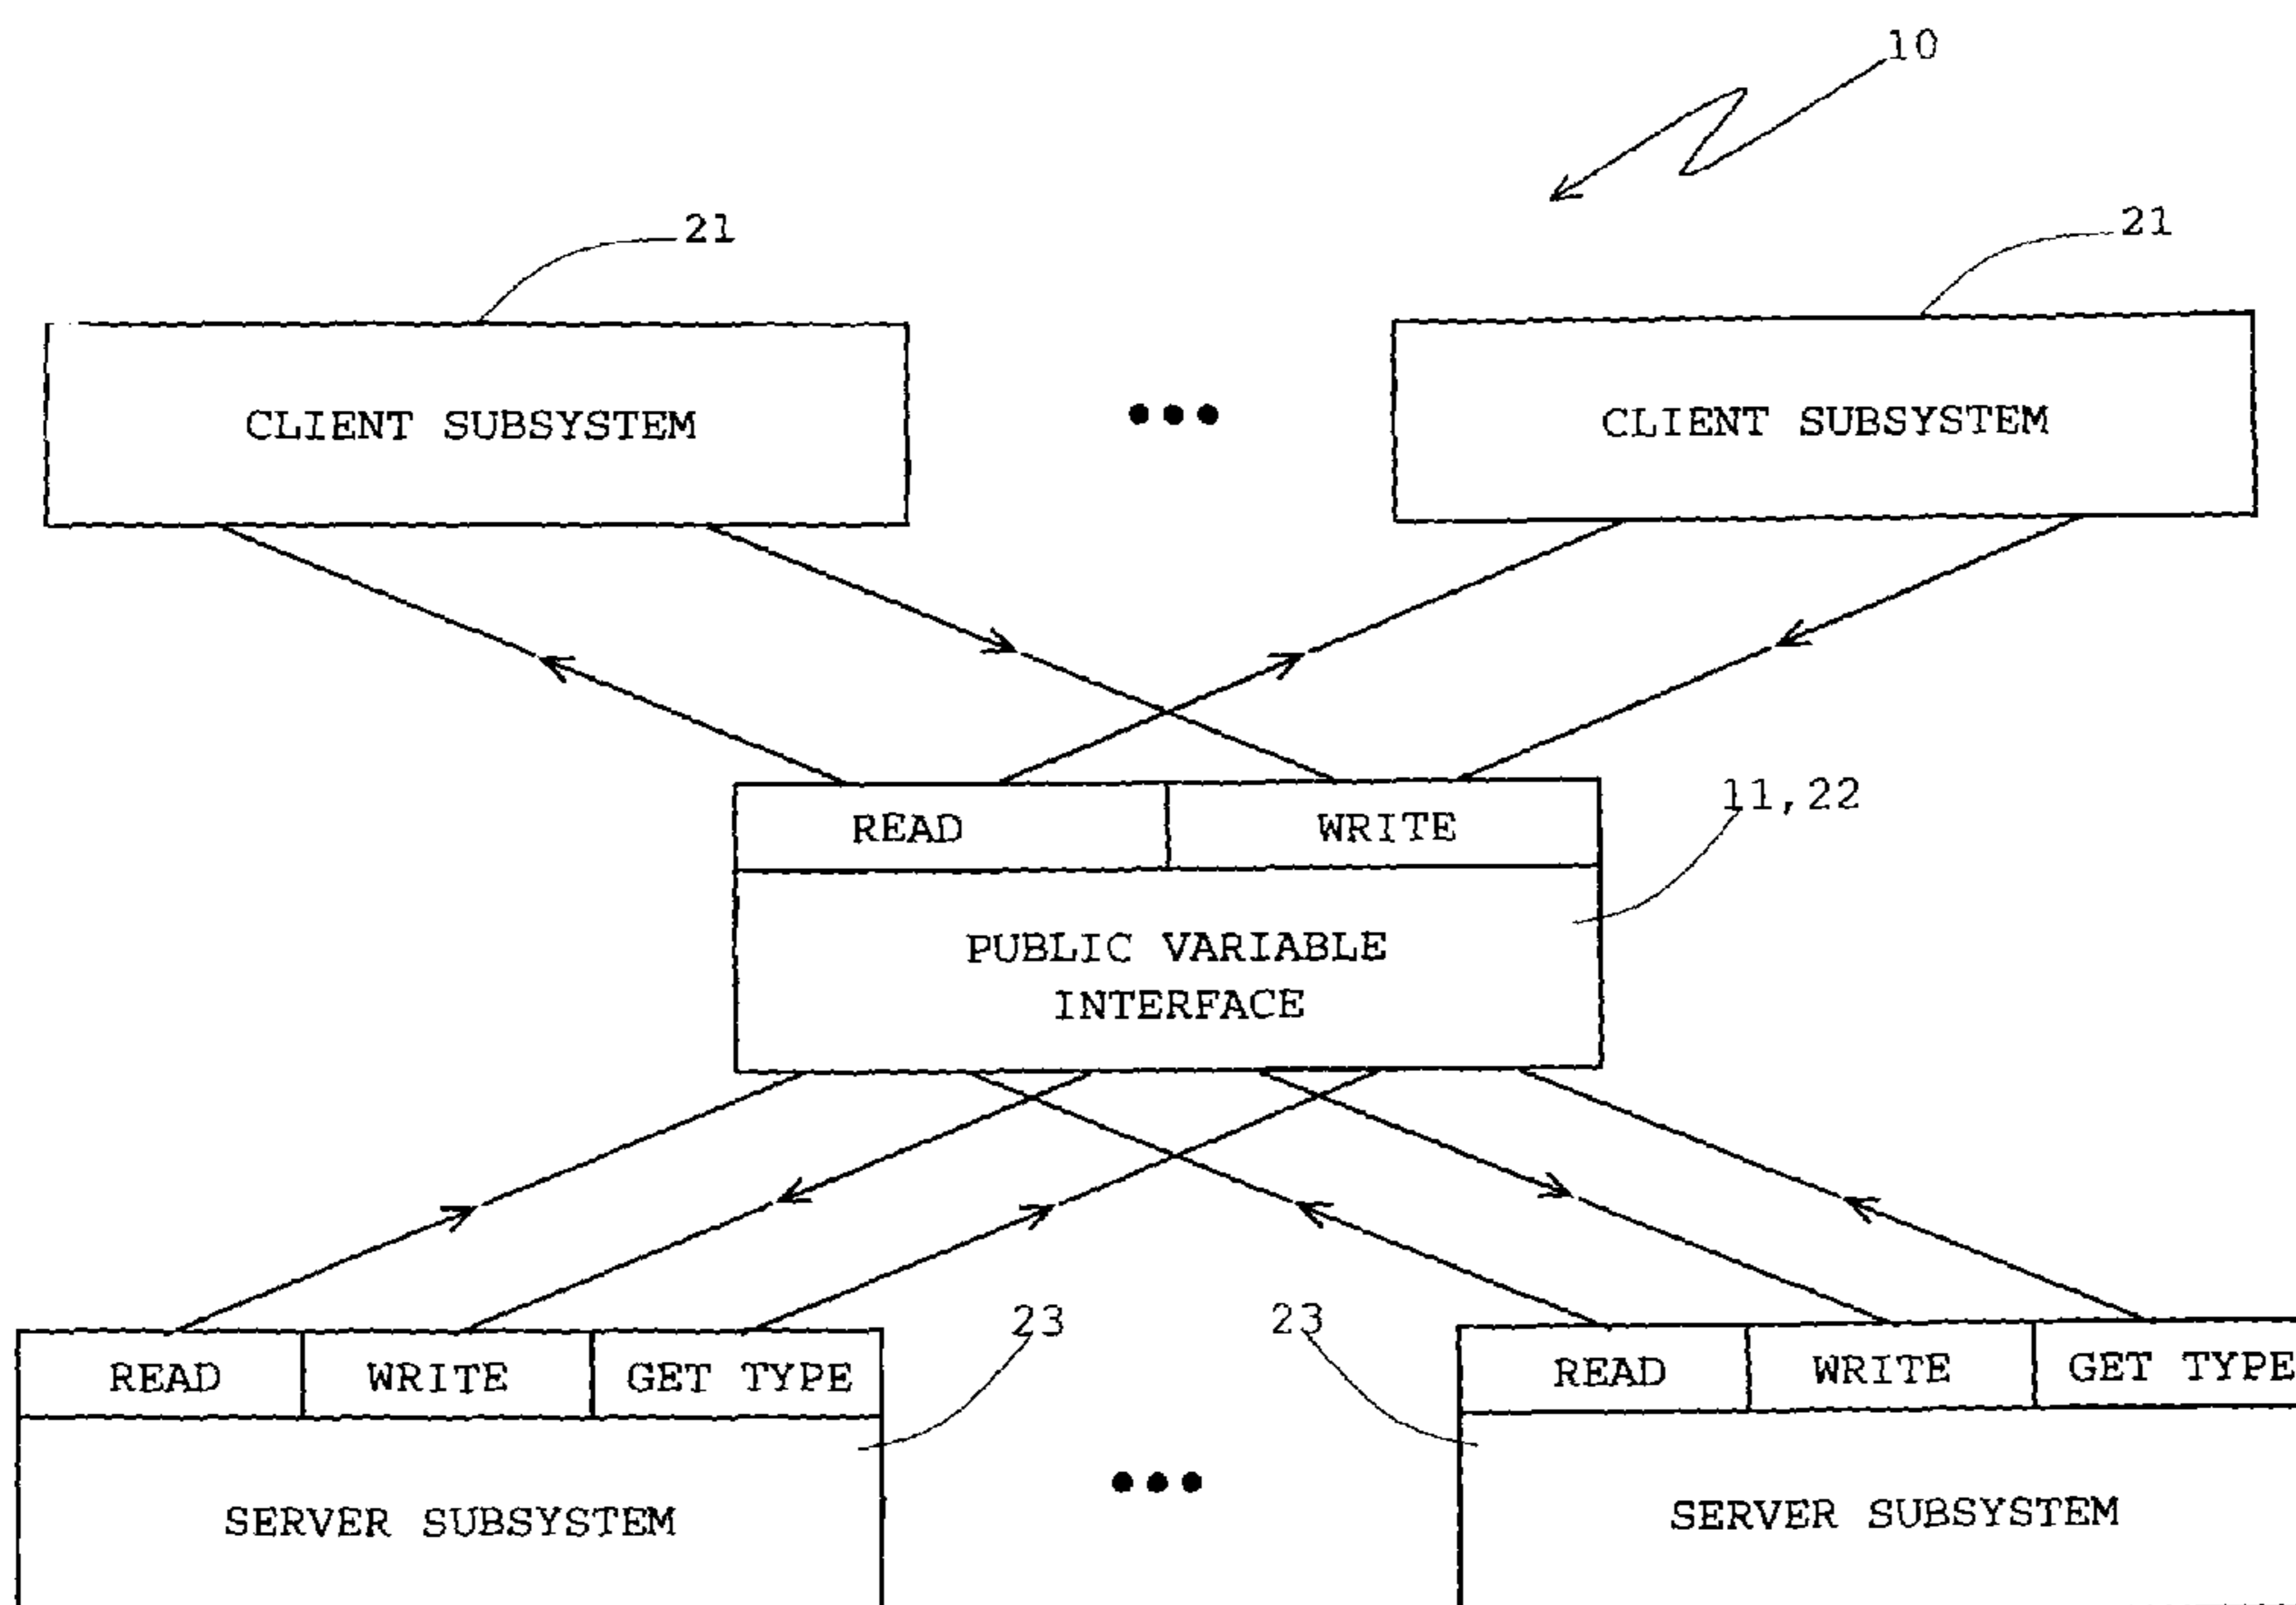 10
21
21
CLIENT SUBSYSTEM
CLIENT SUBSYSTEM
11,22
READ
WRITE
PUBLIC VARIABLE
INTERFACE
23
23
READ
WRITE
GET TYPE
READ
WRITE
GET TYPE
SERVER SUBSYSTEM
SERVER SUBSYSTEM